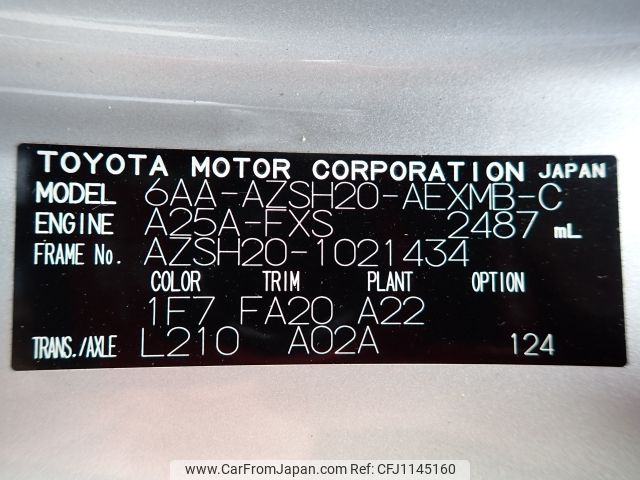 TOYOTA MOTOR CORPORATION JAPAN
MODEL 6AA-AZSH20-AEXMB-C
ENGINE A25A-FXS 2487 mL
FRAME No. AZSH20-1021434
COLOR TRIM PLANT OPTION
1F7 FA20 A22
TRANS./AXLE L210 A02A 124
www.CarFromJapan.com - Ref No: CFJ1145160